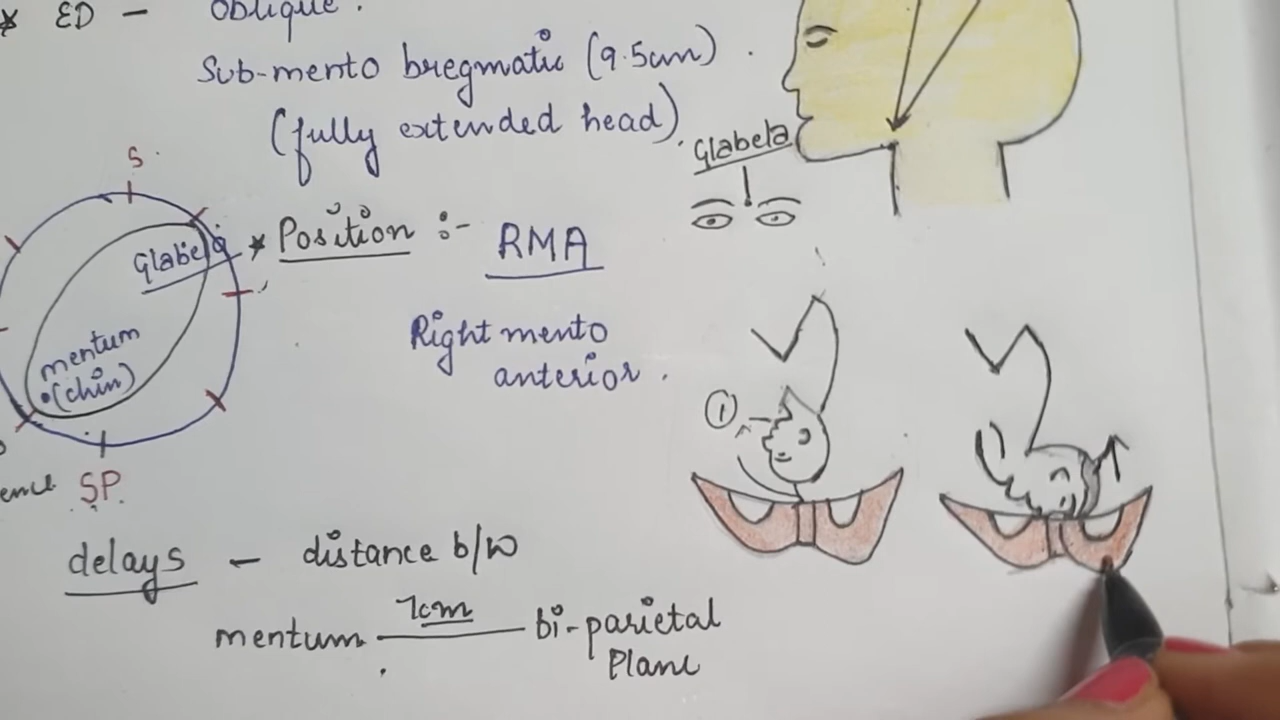 * ED - Oblique.
Sub-mento bregmatic (9.5cm).
(fully extended head).
Glabela
S
Glabela
* Position :- RMA
mentum
(chin)
Right mento
anterior.
1
SP
delays - distance b/w
mentum 7cm bi-parietal
Plane